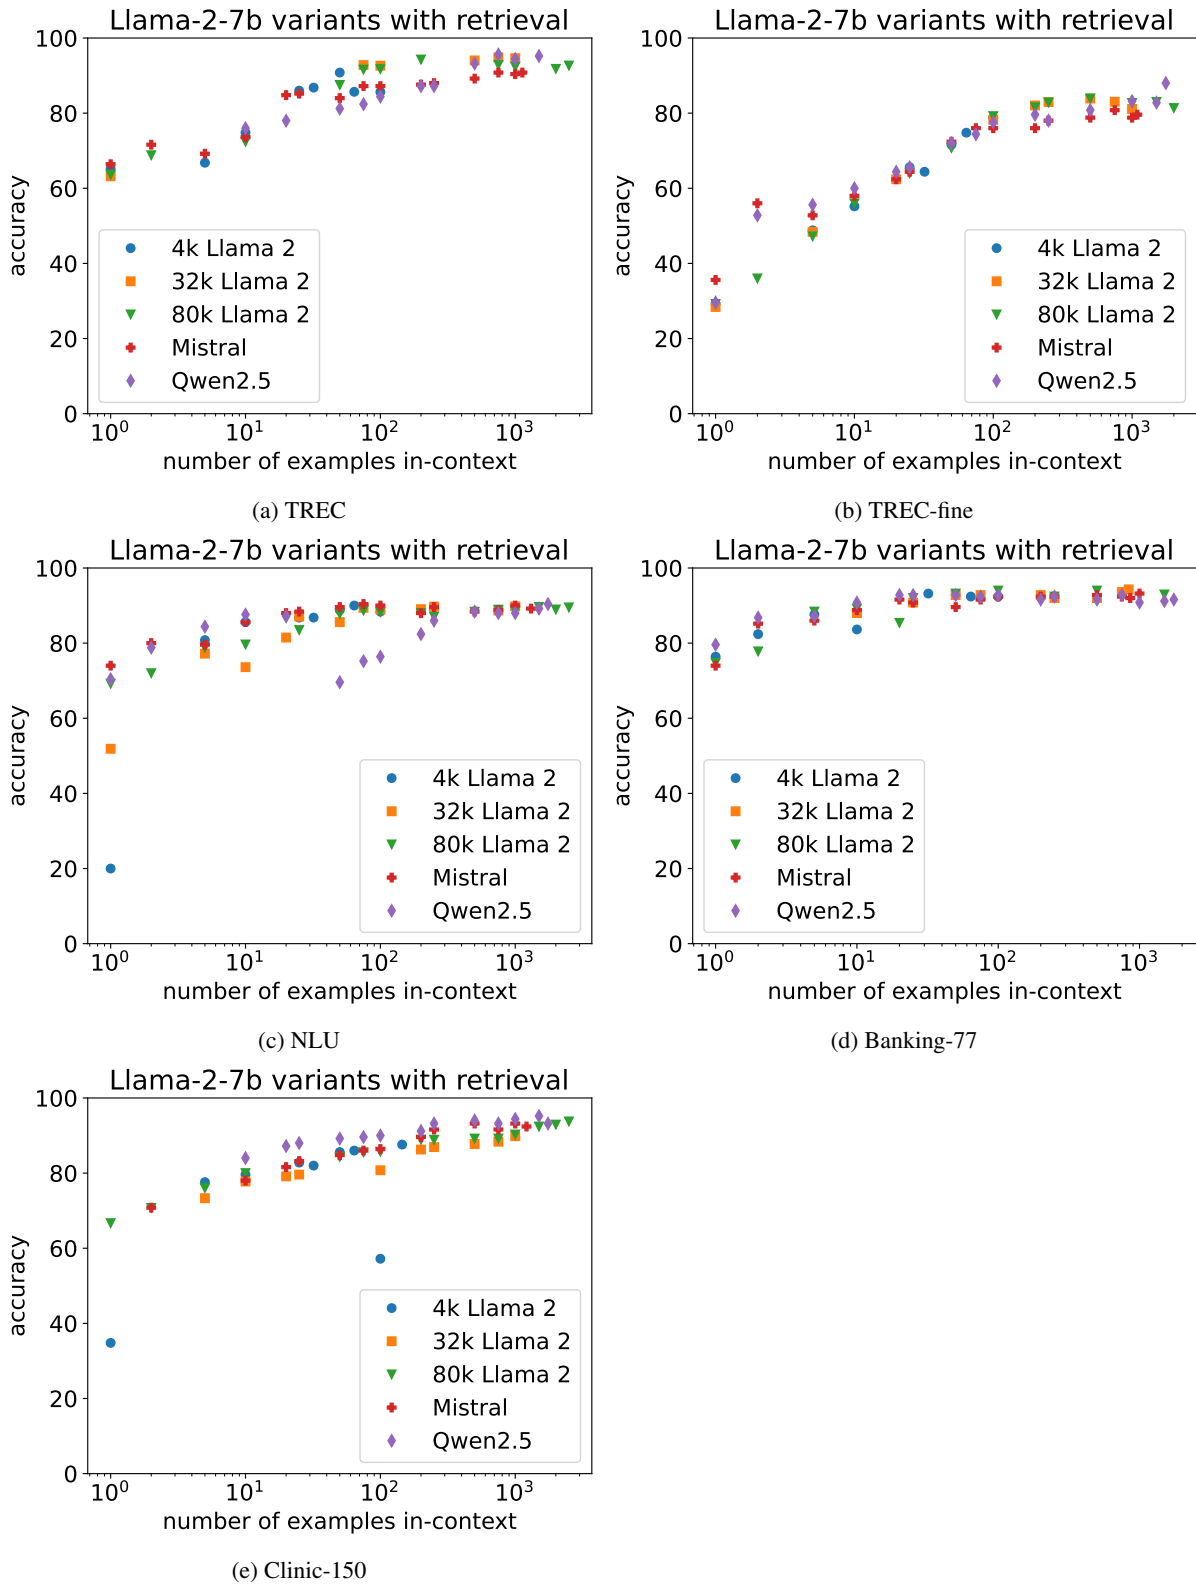 Llama-2-7b variants with retrieval
100
80
60
40
20
0
accuracy
4k Llama 2
32k Llama 2
80k Llama 2
Mistral
Qwen2.5
10^0 10^1 10^2 10^3
number of examples in-context
(a) TREC
Llama-2-7b variants with retrieval
100
80
60
40
20
0
accuracy
4k Llama 2
32k Llama 2
80k Llama 2
Mistral
Qwen2.5
10^0 10^1 10^2 10^3
number of examples in-context
(b) TREC-fine
Llama-2-7b variants with retrieval
100
80
60
40
20
0
accuracy
4k Llama 2
32k Llama 2
80k Llama 2
Mistral
Qwen2.5
10^0 10^1 10^2 10^3
number of examples in-context
(c) NLU
Llama-2-7b variants with retrieval
100
80
60
40
20
0
accuracy
4k Llama 2
32k Llama 2
80k Llama 2
Mistral
Qwen2.5
10^0 10^1 10^2 10^3
number of examples in-context
(d) Banking-77
Llama-2-7b variants with retrieval
100
80
60
40
20
0
accuracy
4k Llama 2
32k Llama 2
80k Llama 2
Mistral
Qwen2.5
10^0 10^1 10^2 10^3
number of examples in-context
(e) Clinic-150